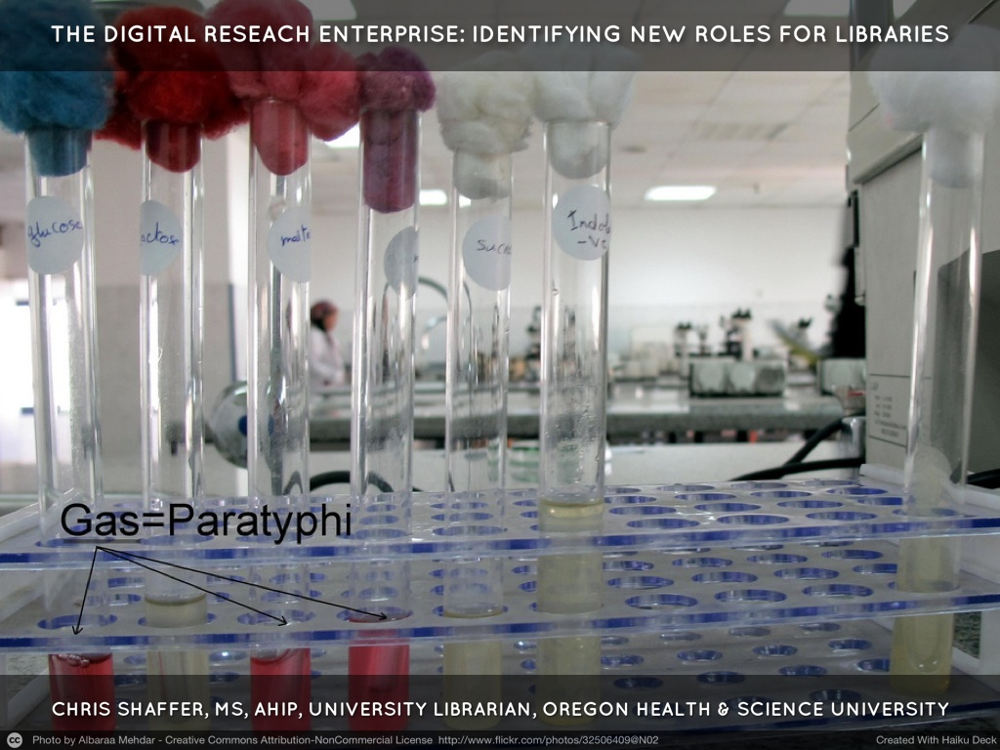 THE DIGITAL RESEACH ENTERPRISE: IDENTIFYING NEW ROLES FOR LIBRARIES
glucose
actos
malte
sucr
Indol
-ve
Gas=Paratyphi
CHRIS SHAFFER, MS, AHIP, UNIVERSITY LIBRARIAN, OREGON HEALTH & SCIENCE UNIVERSITY
cc Photo by Albaraa Mehdar - Creative Commons Attribution-NonCommercial License http://www.flickr.com/photos/32506409@N02
Created With Haiku Deck